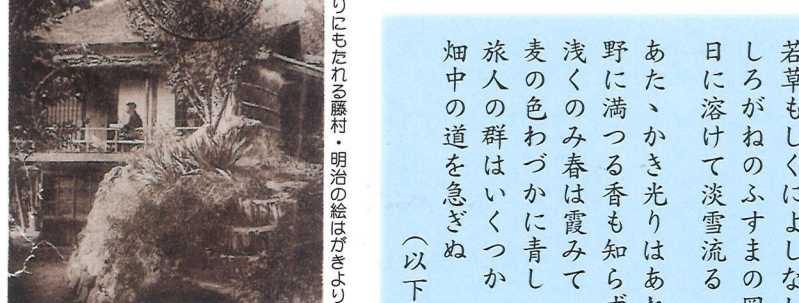 若草もしくによしなし
しろがねのふすまの岡
日に溶けて淡雪流る
あたゝかき光りはあれ
野に満つる香も知らず
浅くのみ春は霞みて
麦の色わづかに青し
旅人の群はいくつか
畑中の道を急ぎぬ
（以下
りにもたれる藤村・明治の絵はがきより